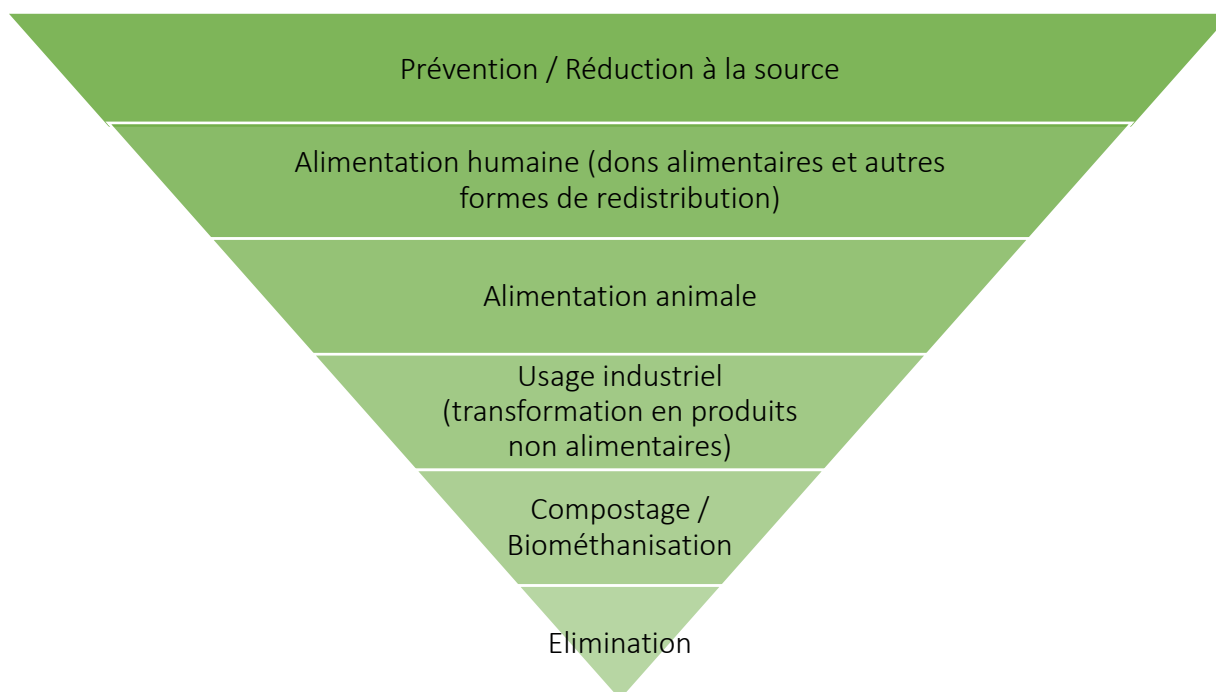 Prévention / Réduction à la source
Alimentation humaine (dons alimentaires et autres
formes de redistribution)
Alimentation animale
Usage industriel
(transformation en produits
non alimentaires)
Compostage /
Biométhanisation
Elimination